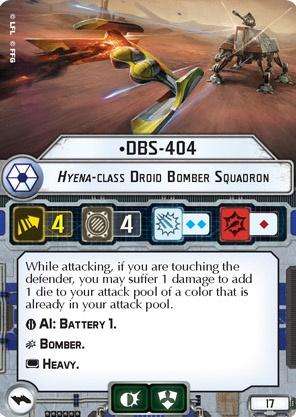 © LFL © FFG
•DBS-404
Hyena-class Droid Bomber Squadron
4 4
While attacking, if you are touching the
defender, you may suffer 1 damage to add
1 die to your attack pool of a color that is
already in your attack pool.
AI: Battery 1.
Bomber.
Heavy.
17